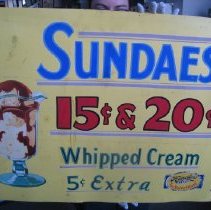 SUNDAES
15¢ & 20¢
Whipped Cream
5¢ Extra